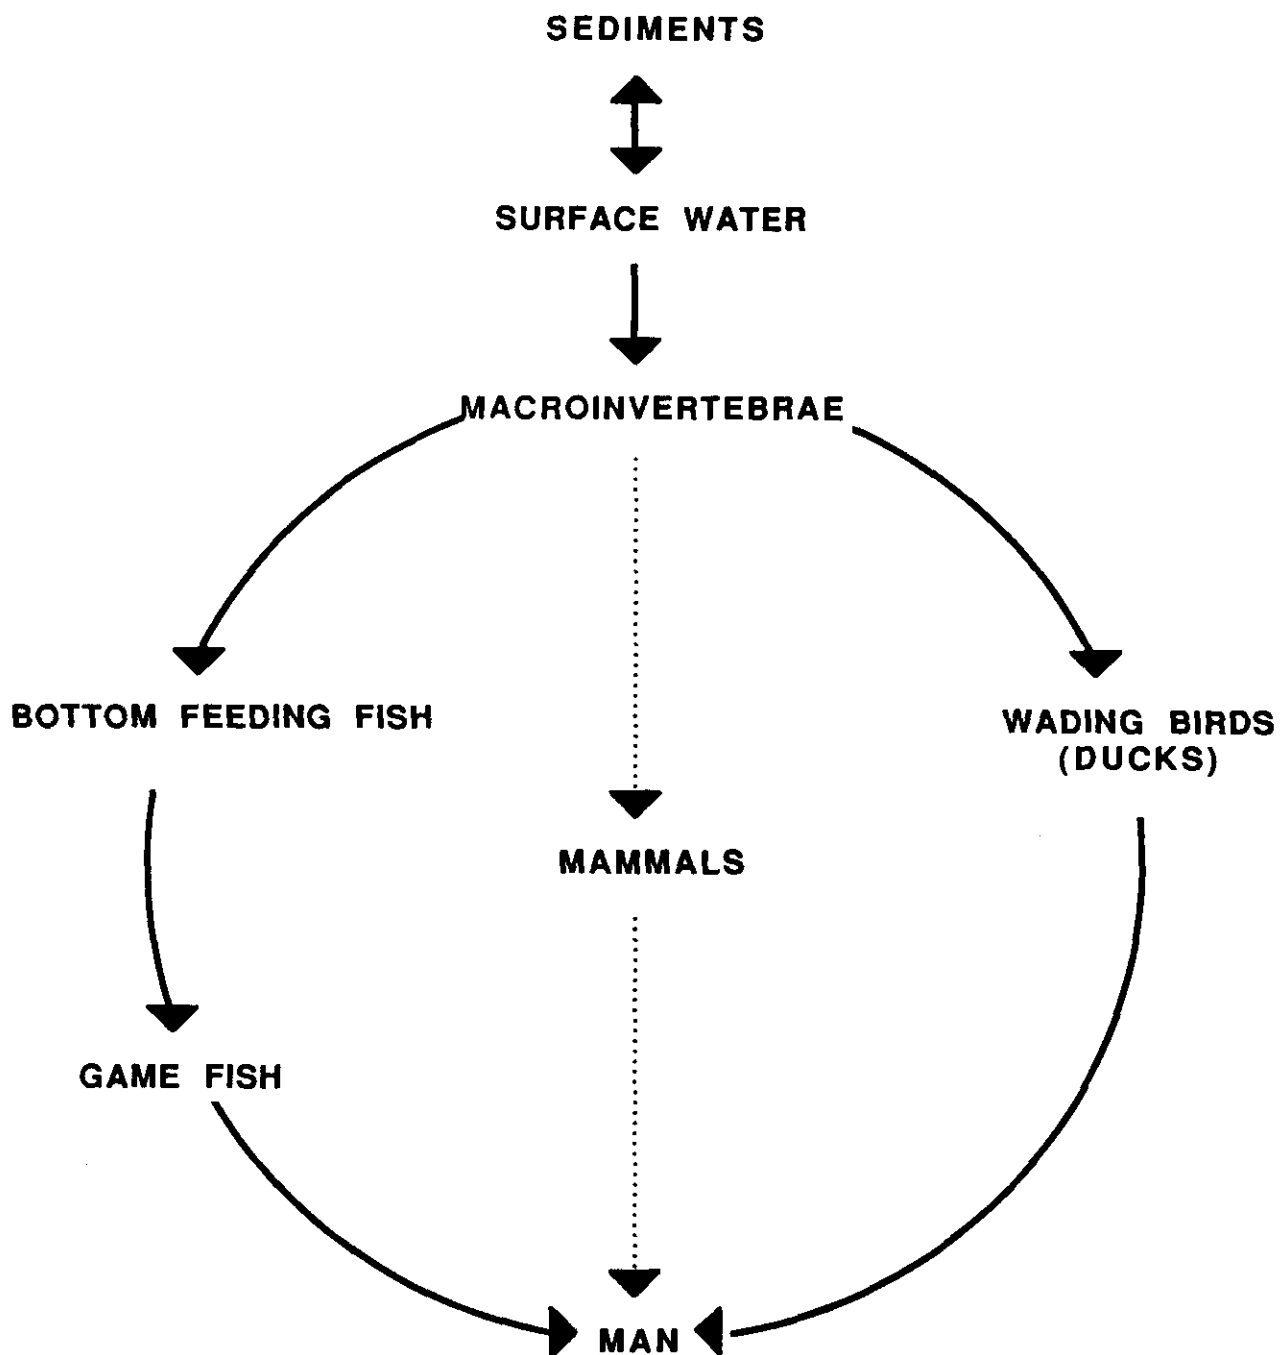 SEDIMENTS
SURFACE WATER
MACROINVERTEBRAE
BOTTOM FEEDING FISH
WADING BIRDS
(DUCKS)
MAMMALS
GAME FISH
MAN